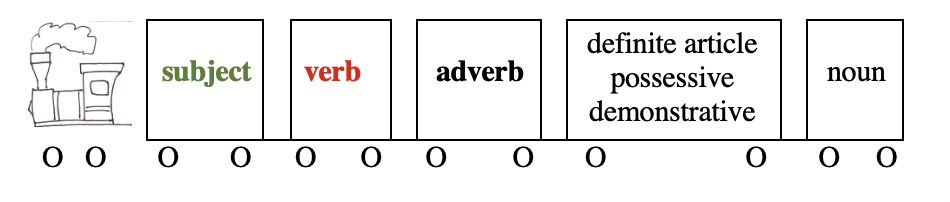 subject
verb
adverb
definite article
possessive
demonstrative
noun
O O O O O O O O O O O O